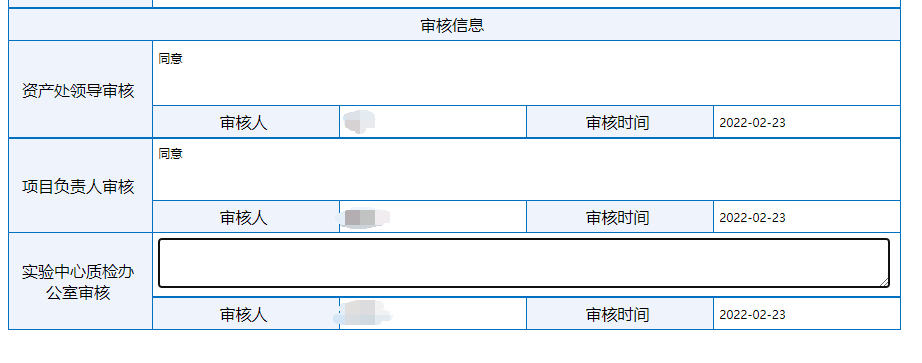 审核信息
资产处领导审核
同意
审核人
审核时间
2022-02-23
项目负责人审核
同意
审核人
审核时间
2022-02-23
实验中心质检办
公室审核
审核人
审核时间
2022-02-23